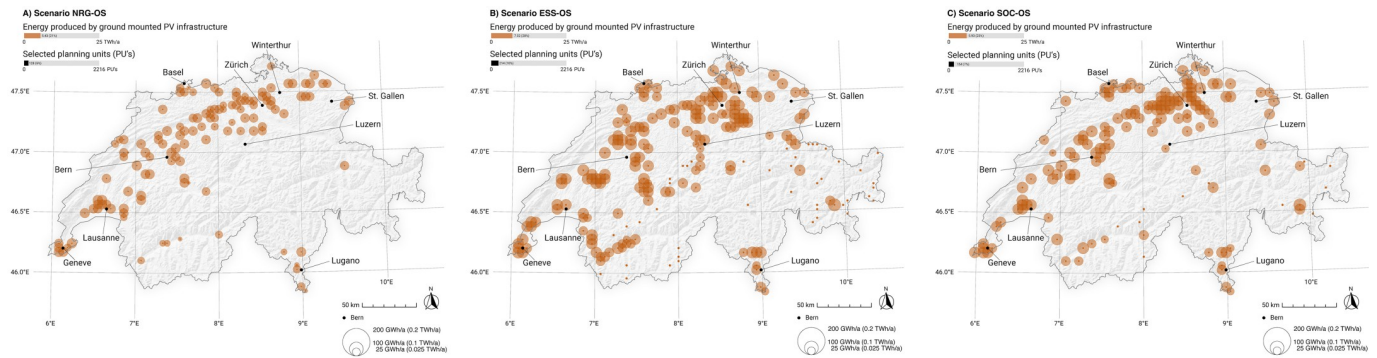 A) Scenario NRG-OS
Energy produced by ground mounted PV infrastructure
0
25 TWh/a
Selected planning units (PU's)
0
2216 PU's
Winterthur
Zürich
Basel
St. Gallen
Luzern
Bern
Lausanne
Geneve
Lugano
47.5°E
47.0°E
46.5°E
46.0°E
10°E
50 km
N
6°E
7°E
8°E
9°E
Bern
200 GWh/a (0.2 TWh/a)
100 GWh/a (0.1 TWh/a)
25 GWh/a (0.025 TWh/a)
B) Scenario ESS-OS
Energy produced by ground mounted PV infrastructure
0
25 TWh/a
Selected planning units (PU's)
0
2216 PU's
Winterthur
Zürich
Basel
St. Gallen
Luzern
Bern
Lausanne
Geneve
Lugano
47.5°E
47.0°E
46.5°E
46.0°E
10°E
50 km
N
6°E
7°E
8°E
9°E
Bern
200 GWh/a (0.2 TWh/a)
100 GWh/a (0.1 TWh/a)
25 GWh/a (0.025 TWh/a)
C) Scenario SOC-OS
Energy produced by ground mounted PV infrastructure
0
25 TWh/a
Selected planning units (PU's)
0
2216 PU's
Winterthur
Zürich
Basel
St. Gallen
Luzern
Bern
Lausanne
Geneve
Lugano
47.5°E
47.0°E
46.5°E
46.0°E
10°E
50 km
N
6°E
7°E
8°E
9°E
Bern
200 GWh/a (0.2 TWh/a)
100 GWh/a (0.1 TWh/a)
25 GWh/a (0.025 TWh/a)